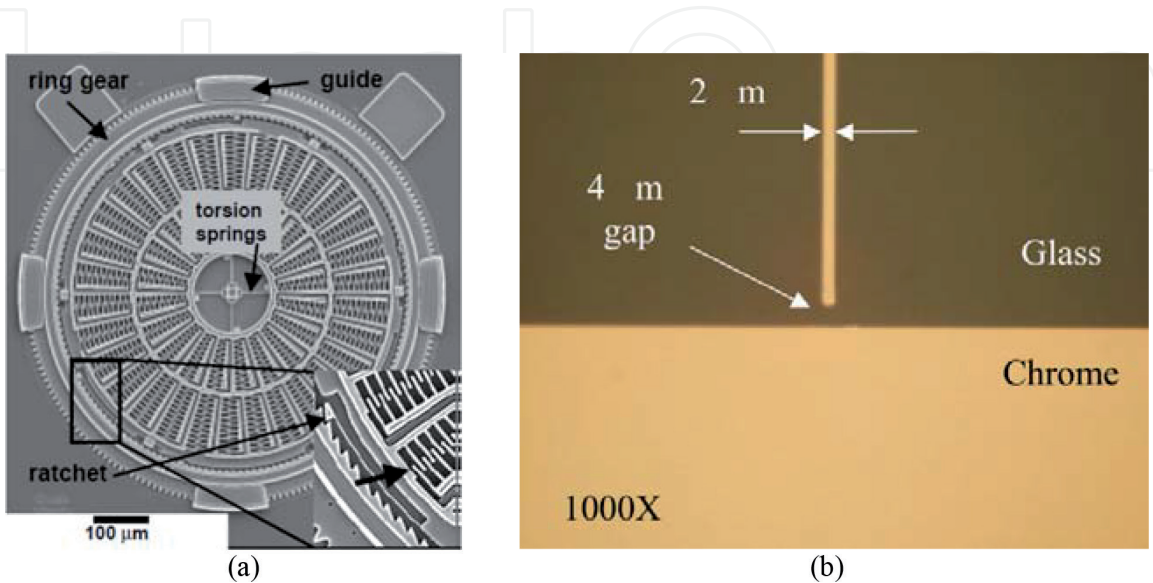 ring gear
guide
torsion
springs
ratchet
100 μm
(a)
2 m
4 m
gap
Glass
Chrome
1000X
(b)